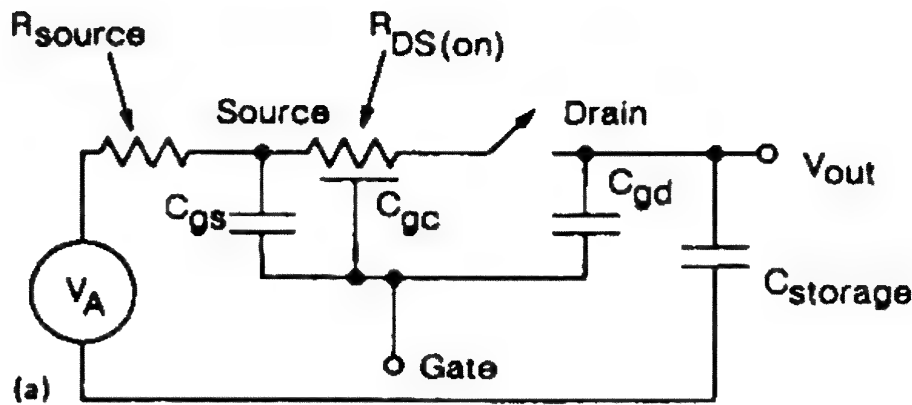 Rsource
RDS(on)
Source
Drain
Vout
Cgs
Cgc
Cgd
VA
Cstorage
Gate
(a)